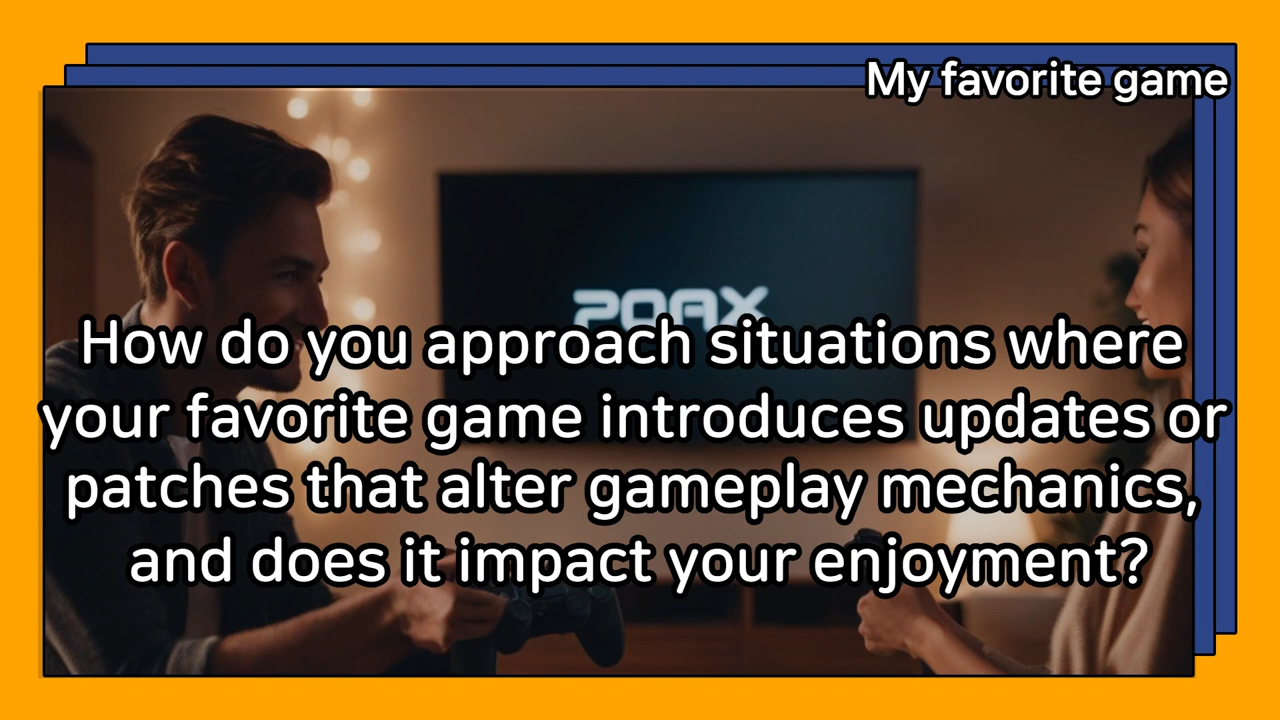 My favorite game
How do you approach situations where
your favorite game introduces updates or
patches that alter gameplay mechanics,
and does it impact your enjoyment?